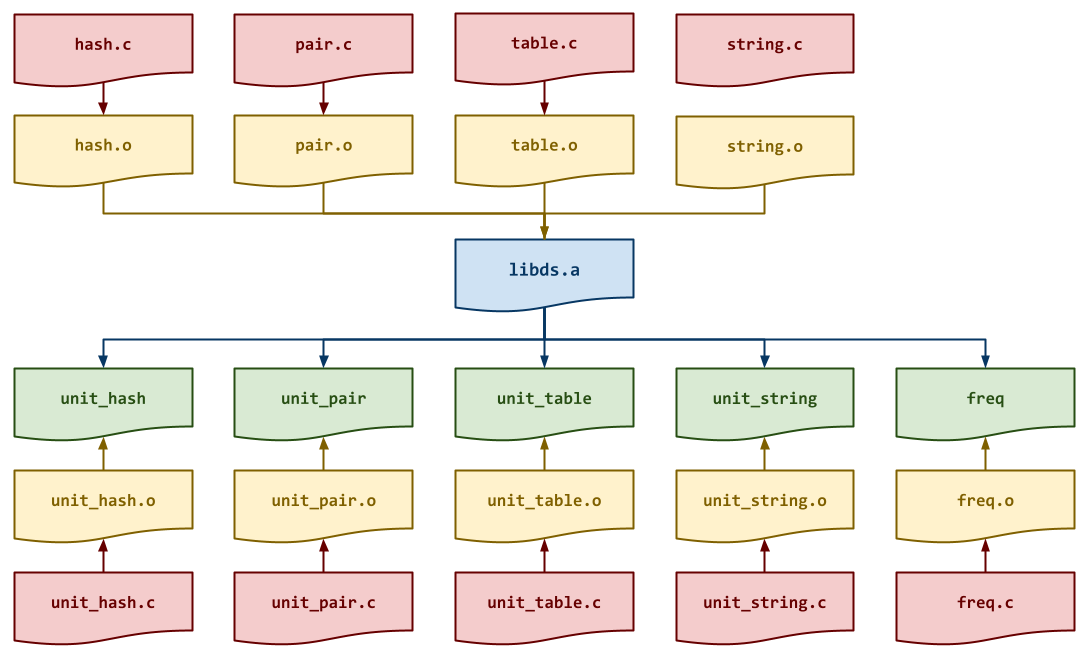 hash.c
pair.c
table.c
string.c
hash.o
pair.o
table.o
string.o
libds.a
unit_hash
unit_pair
unit_table
unit_string
freq
unit_hash.o
unit_pair.o
unit_table.o
unit_string.o
freq.o
unit_hash.c
unit_pair.c
unit_table.c
unit_string.c
freq.c